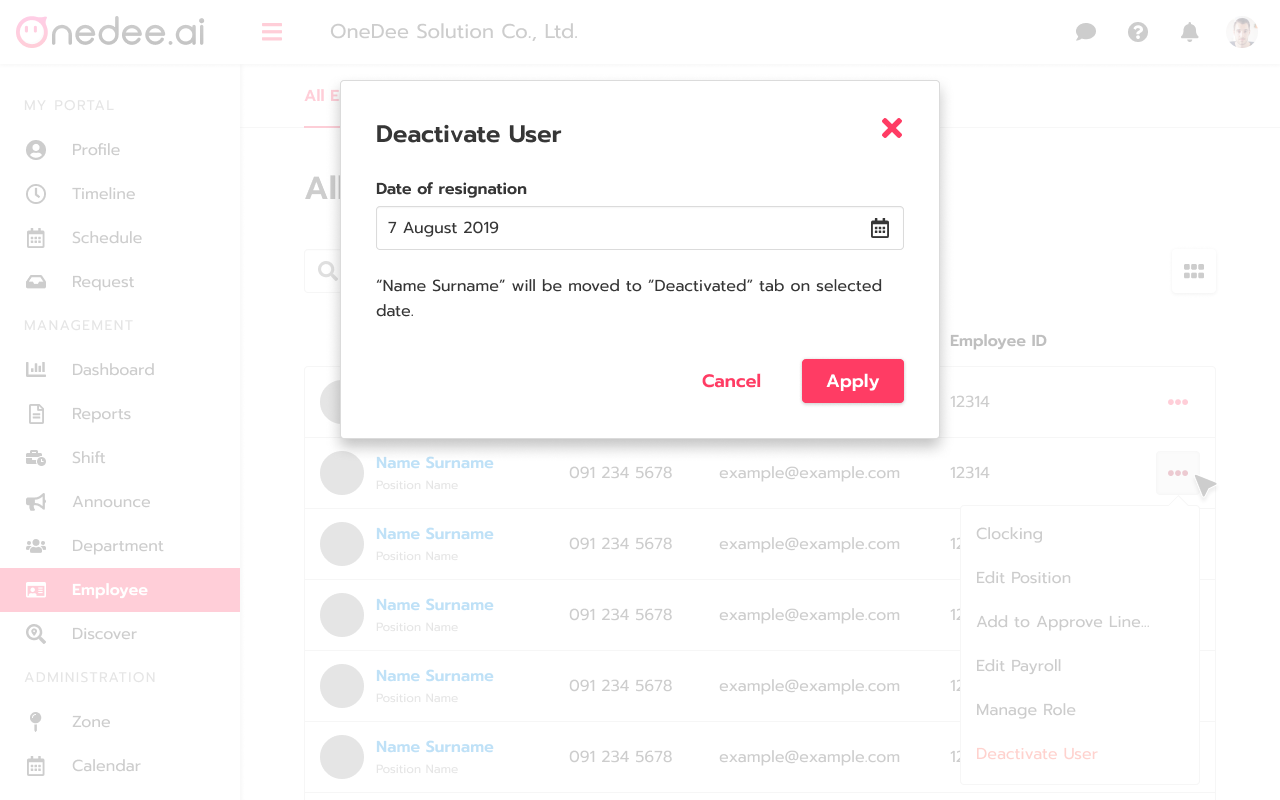 Onedee.ai
OneDee Solution Co., Ltd.
MY PORTAL
Profile
Timeline
Schedule
Request
MANAGEMENT
Dashboard
Reports
Shift
Announce
Department
Employee
Discover
ADMINISTRATION
Zone
Calendar
All E
All
Deactivate User
Date of resignation
7 August 2019
“Name Surname” will be moved to “Deactivated” tab on selected
date.
Cancel
Apply
Employee ID
12314
Name Surname
Position Name
091 234 5678
example@example.com
12314
Name Surname
Position Name
091 234 5678
example@example.com
12
Name Surname
Position Name
091 234 5678
example@example.com
12
Name Surname
Position Name
091 234 5678
example@example.com
12
Name Surname
Position Name
091 234 5678
example@example.com
12
Clocking
Edit Position
Add to Approve Line...
Edit Payroll
Manage Role
Deactivate User